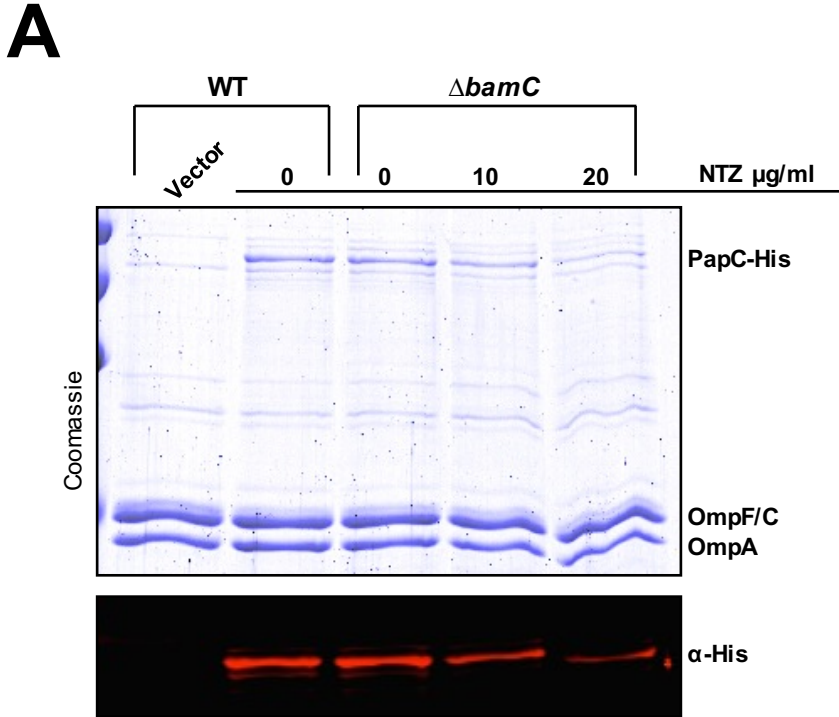 A
WT
ΔbamC
Vector
0
0
10
20
NTZ µg/ml
PapC-His
Coomassie
OmpF/C
OmpA
α-His